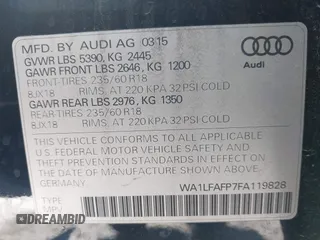 MFD. BY AUDI AG 03/15
GVWR LBS 5390, KG 2445
GAWR FRONT LBS 2646, KG 1200
FRONT-TIRES 235/60 R18
8JX18 RIMS, AT 220 KPA 32 PSI COLD
GAWR REAR LBS 2976, KG 1350
REAR-TIRES 235/60 R18
8JX18 RIMS, AT 220 KPA 32 PSI COLD
Audi
THIS VEHICLE CONFORMS TO ALL APPLICABLE
U.S. FEDERAL MOTOR VEHICLE
SAFETY AND THEFT PREVENTION STANDARDS
IN EFFECT ON THE DATE OF
MANUFACTURE SHOWN ABOVE
GERMANY WA1LFAFP7FA119828
TYPE:
M.P.V.
DREAMBID
DreamBid.com